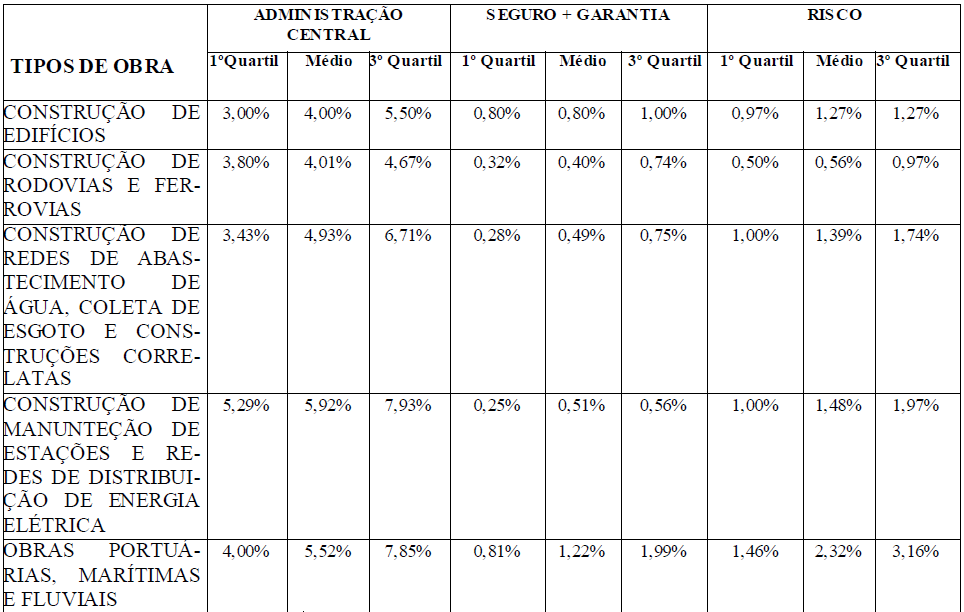 ADMINISTRAÇÃO CENTRAL SEGURO + GARANTIA RISCO
TIPOS DE OBRA 1ºQuartil Médio 3º Quartil 1º Quartil Médio 3º Quartil 1º Quartil Médio 3º Quartil
CONSTRUÇÃO DE 3,00% 4,00% 5,50% 0,80% 0,80% 1,00% 0,97% 1,27% 1,27%
EDIFÍCIOS
CONSTRUÇÃO DE 3,80% 4,01% 4,67% 0,32% 0,40% 0,74% 0,50% 0,56% 0,97%
RODOVIAS E FER-
ROVIAS
CONSTRUÇÃO DE 3,43% 4,93% 6,71% 0,28% 0,49% 0,75% 1,00% 1,39% 1,74%
REDES DE ABAS-
TECIMENTO DE
ÁGUA, COLETA DE
ESGOTO E CONS-
TRUÇÕES CORRE-
LATAS
CONSTRUÇÃO DE 5,29% 5,92% 7,93% 0,25% 0,51% 0,56% 1,00% 1,48% 1,97%
MANUNTEÇÃO DE
ESTAÇÕES E RE-
DES DE DISTRIBUI-
ÇÃO DE ENERGIA
ELÉTRICA
OBRAS PORTUÁ- 4,00% 5,52% 7,85% 0,81% 1,22% 1,99% 1,46% 2,32% 3,16%
RIAS, MARÍTIMAS
E FLUVIAIS